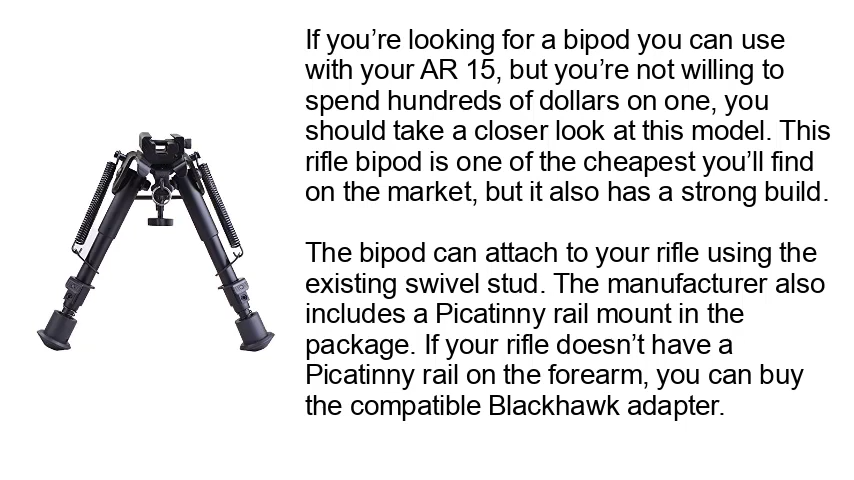 If you’re looking for a bipod you can use
with your AR 15, but you’re not willing to
spend hundreds of dollars on one, you
should take a closer look at this model. This
rifle bipod is one of the cheapest you’ll find
on the market, but it also has a strong build.
The bipod can attach to your rifle using the
existing swivel stud. The manufacturer also
includes a Picatinny rail mount in the
package. If your rifle doesn’t have a
Picatinny rail on the forearm, you can buy
the compatible Blackhawk adapter.